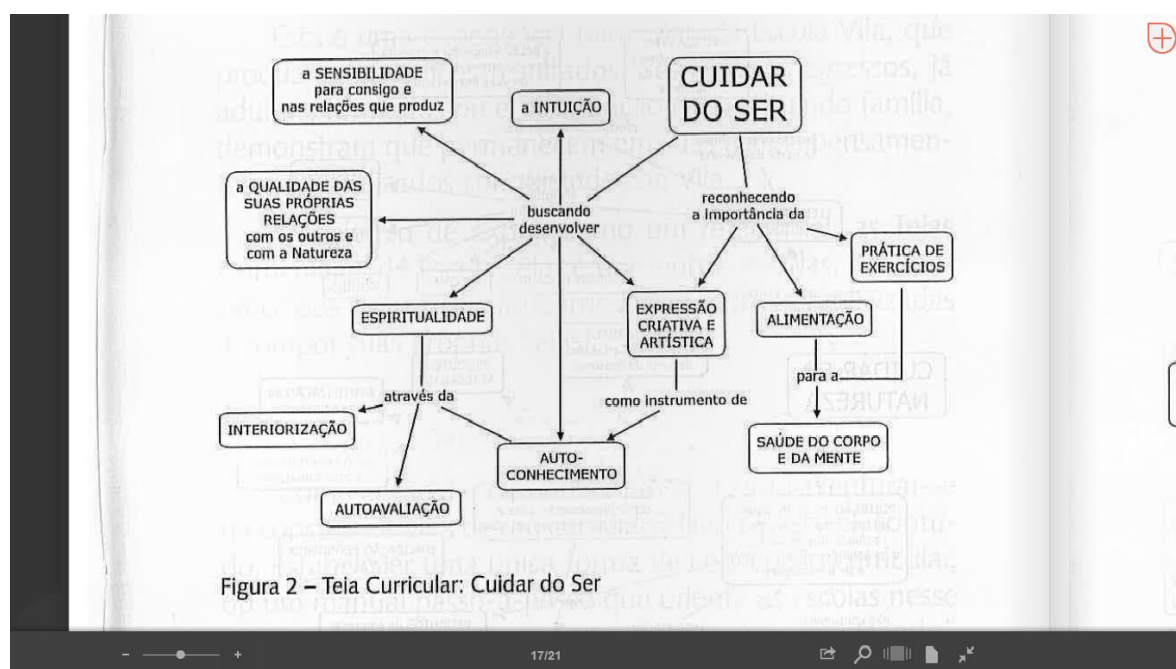 a SENSIBILIDADE
para consigo e
nas relações que produz
a INTUIÇÃO
CUIDAR
DO SER
a QUALIDADE DAS
SUAS PRÓPRIAS
RELAÇÕES
com os outros e
com a Natureza
buscando
desenvolver
reconhecendo
a importância da
PRÁTICA DE
EXERCÍCIOS
ESPIRITUALIDADE
EXPRESSÃO
CRIATIVA E
ARTÍSTICA
ALIMENTAÇÃO
através da
como instrumento de
para a
INTERIORIZAÇÃO
AUTO-
CONHECIMENTO
SAÚDE DO CORPO
E DA MENTE
AUTOAVALIAÇÃO
Figura 2 – Teia Curricular: Cuidar do Ser
17/21